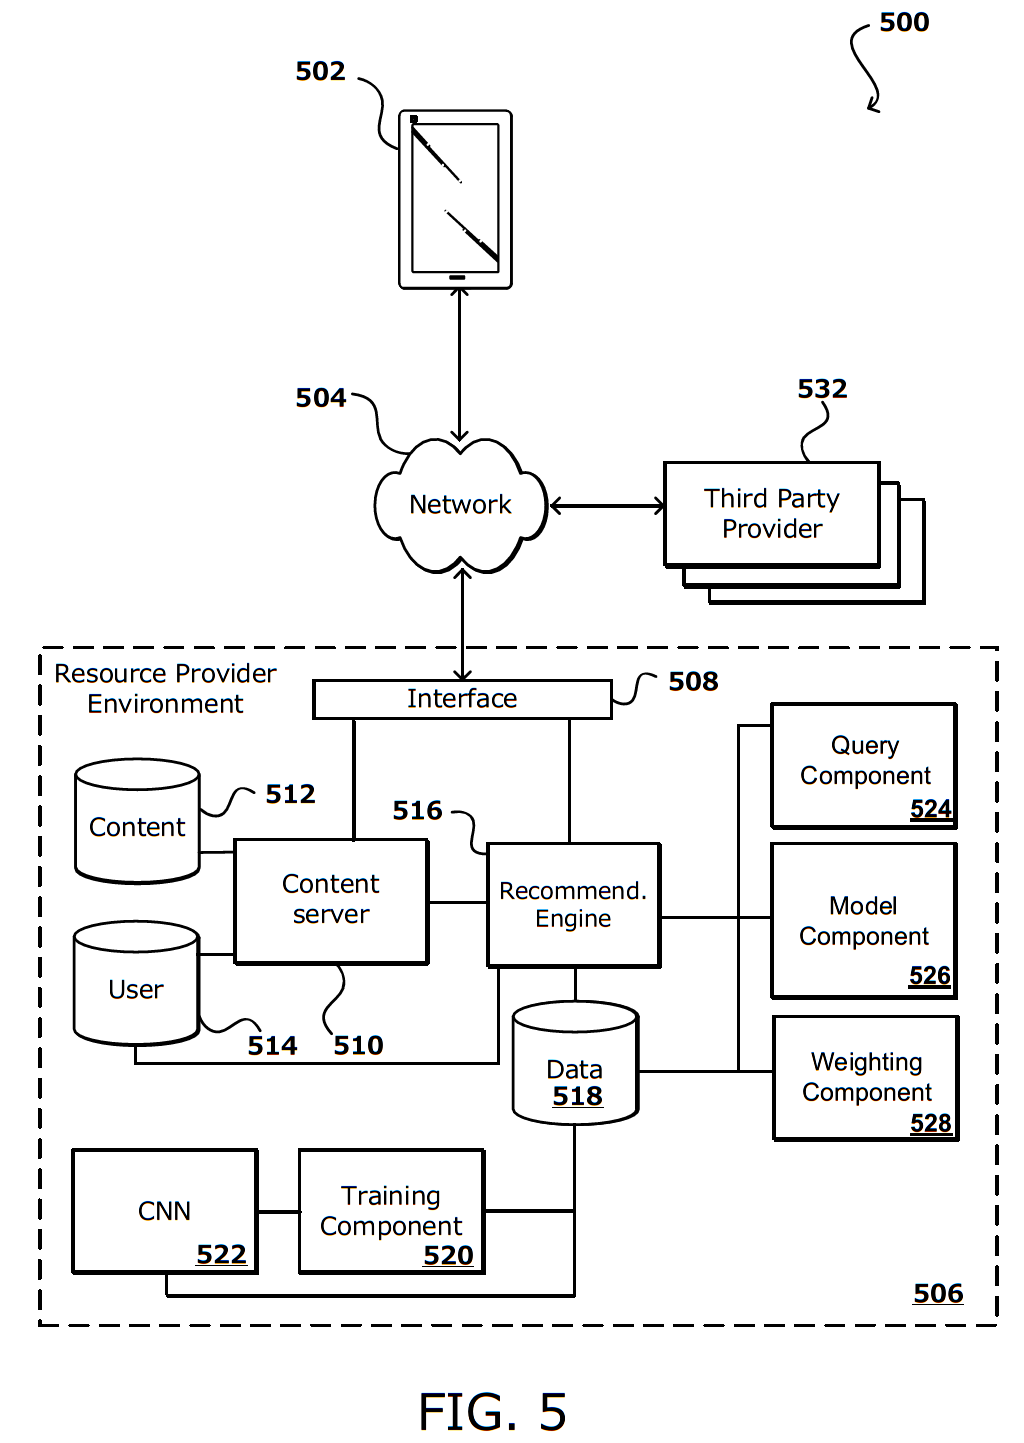 500
502
504
532
Network
Third Party
Provider
Resource Provider
Environment
Interface
508
Query
Component
524
512
Content
516
Content
server
Recommend.
Engine
Model
Component
526
User
514
510
Data
518
Weighting
Component
528
CNN
522
Training
Component
520
506
FIG. 5